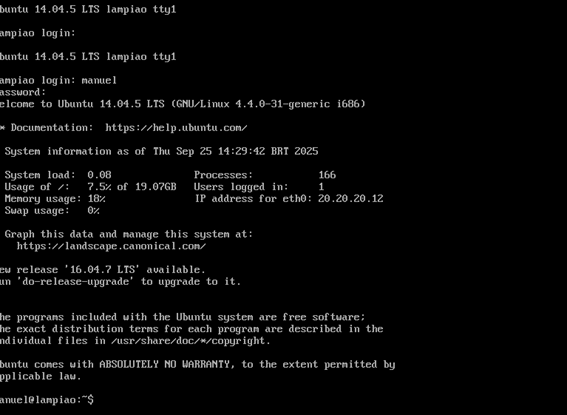 buntu 14.04.5 LTS lampiao tty1
ampiao login:
buntu 14.04.5 LTS lampiao tty1
ampiao login: manuel
assword:
elcome to Ubuntu 14.04.5 LTS (GNU/Linux 4.4.0-31-generic i686)
* Documentation:  https://help.ubuntu.com/
System information as of Thu Sep 25 14:29:42 BRT 2025
System load:  0.08              Processes:           166
Usage of /:   7.5% of 19.07GB   Users logged in:     1
Memory usage: 18%               IP address for eth0: 20.20.20.12
Swap usage:   0%
Graph this data and manage this system at:
https://landscape.canonical.com/
ew release '16.04.7 LTS' available.
un 'do-release-upgrade' to upgrade to it.
he programs included with the Ubuntu system are free software;
he exact distribution terms for each program are described in the
ndividual files in /usr/share/doc/*/copyright.
buntu comes with ABSOLUTELY NO WARRANTY, to the extent permitted by
pplicable law.
anuel@lampiao:~$